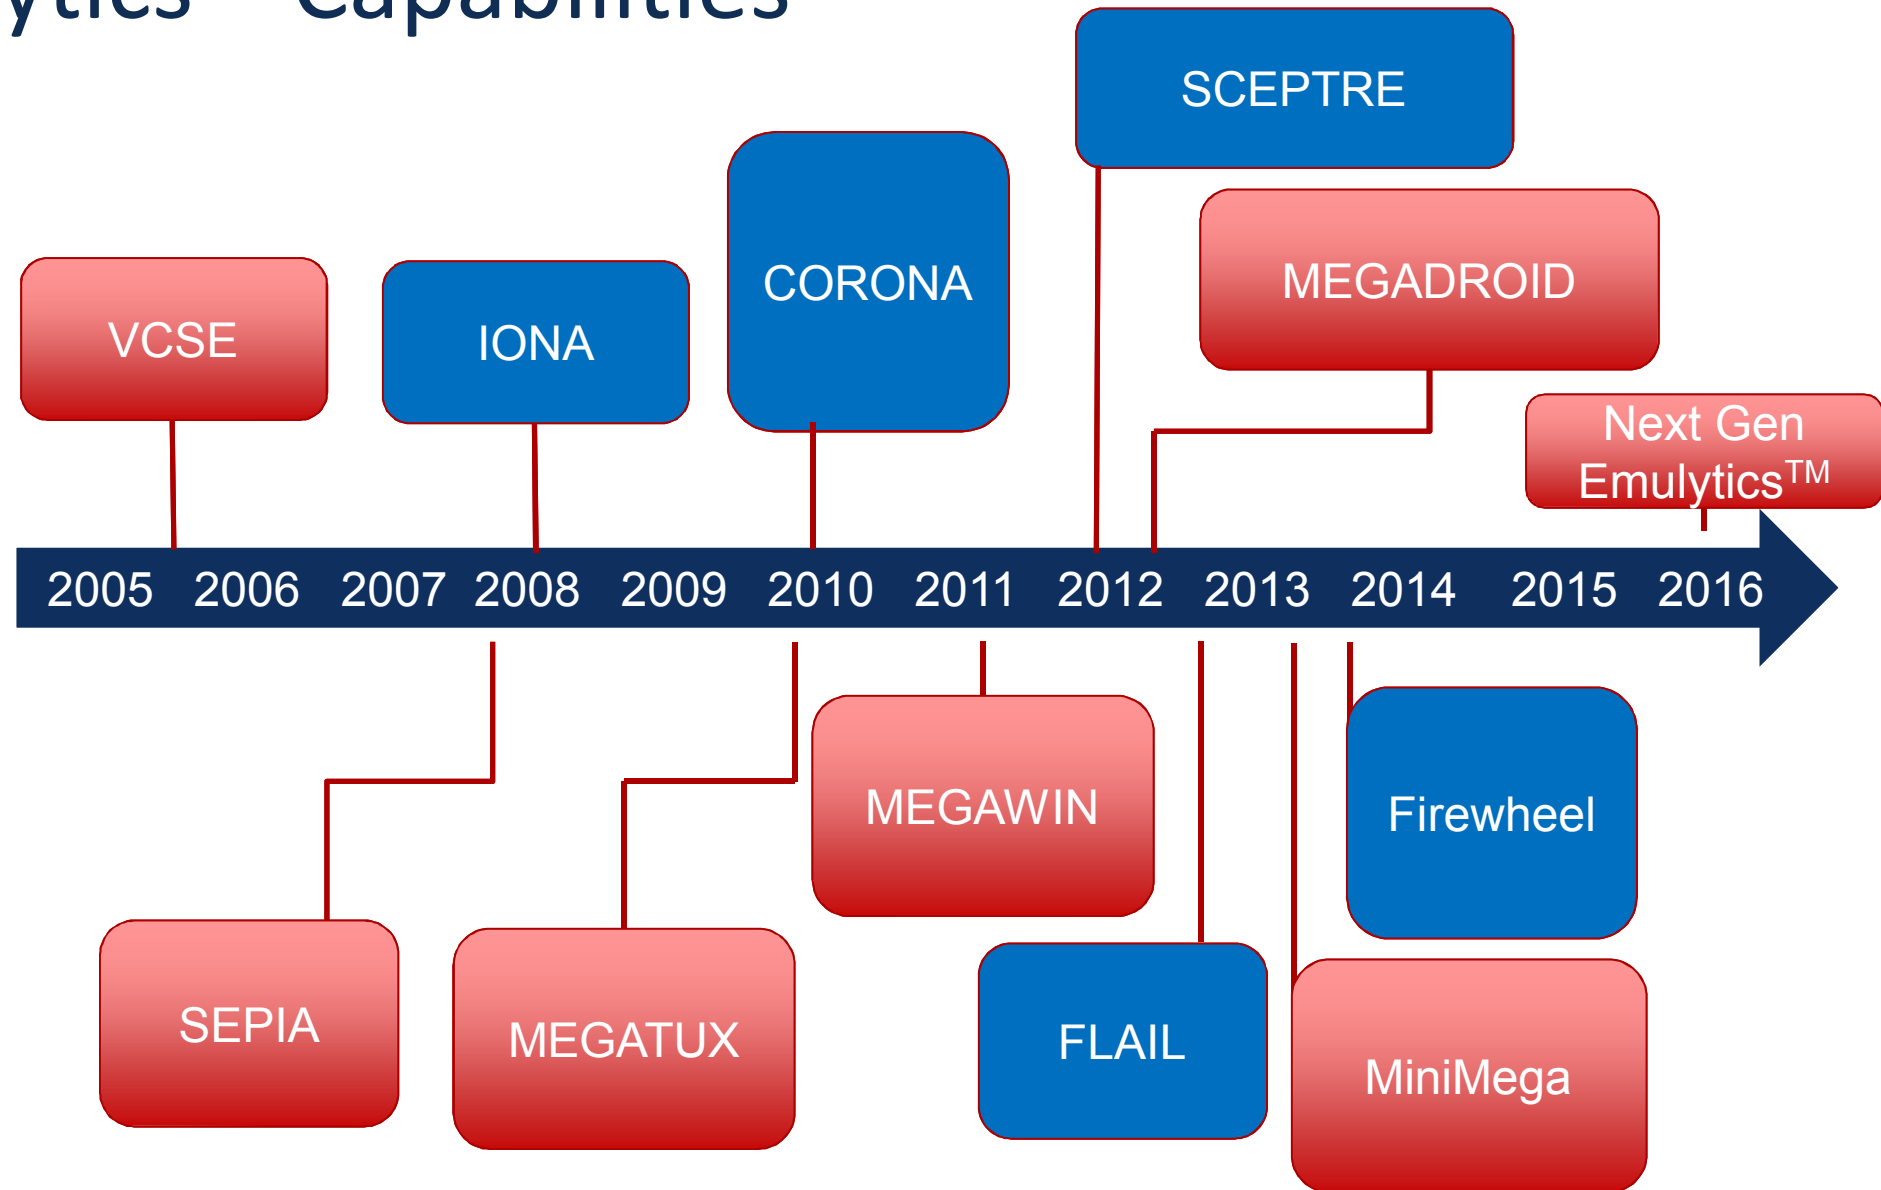 Capabilities
SCEPTRE
CORONA
MEGADROID
VCSE
IONA
Next Gen
Emulytics™
2005 2006 2007 2008 2009 2010 2011 2012 2013 2014 2015 2016
MEGAWIN
Firewheel
SEPIA
MEGATUX
FLAIL
MiniMega